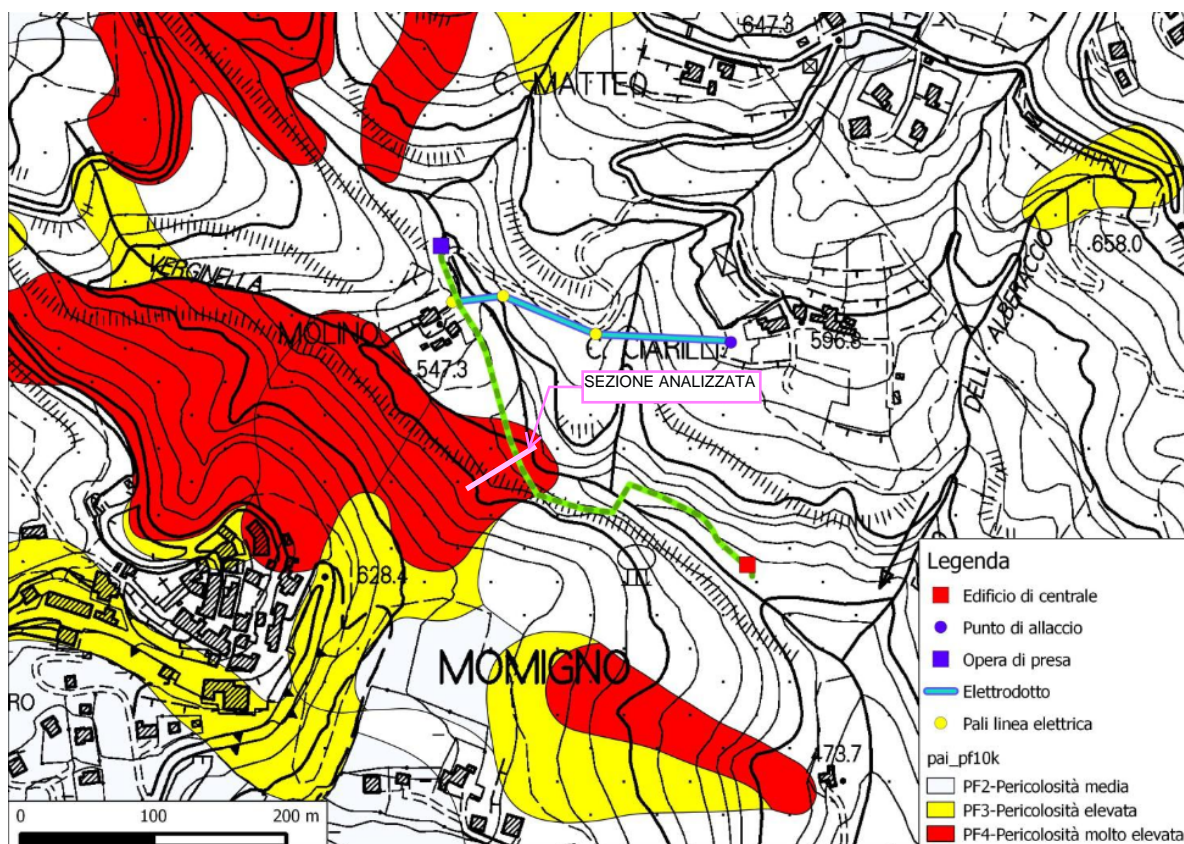 647.3
C. MATTEO
.658.0
VERGINELLA
DELL' ALBERTACCIO
MOLINO
C. CIARILLI
596.8
.547.3
SEZIONE ANALIZZATA
628.4
MOMIGNO
RO
473.7
Legenda
Edificio di centrale
Punto di allaccio
Opera di presa
Elettrodotto
Pali linea elettrica
pai_pf10k
PF2-Pericolosità media
PF3-Pericolosità elevata
PF4-Pericolosità molto elevata
0 100 200 m